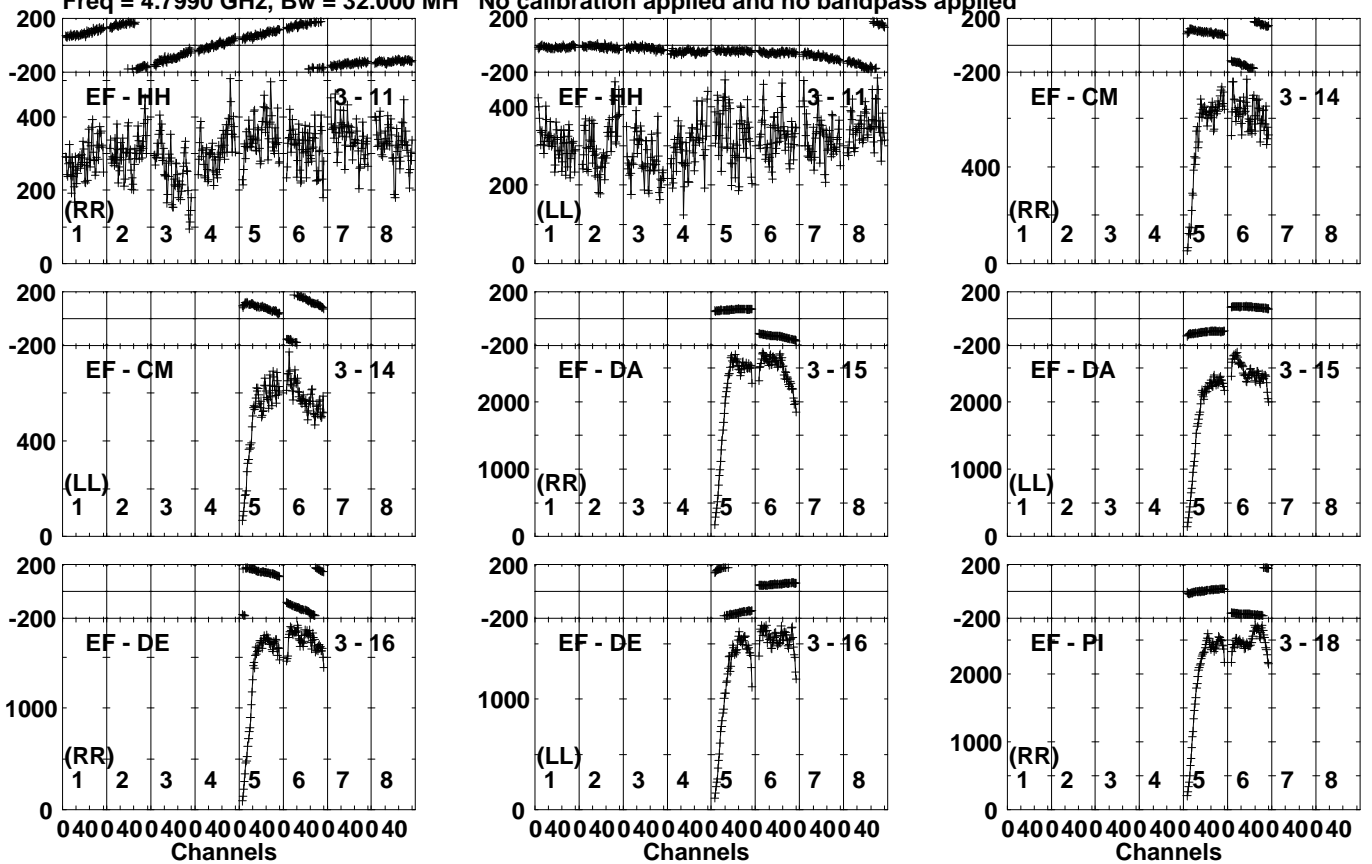 Freq = 4.7990 GHz, Bw = 32.000 MH No calibration applied and no bandpass applied
200
-200
EF - HH 3 - 11
400
200
(RR)
1 2 3 4 5 6 7 8
0
200
-200
EF - HH 3 - 11
400
200
(LL)
1 2 3 4 5 6 7 8
0
200
-200
EF - CM 3 - 14
400
(RR)
1 2 3 4 5 6 7 8
0
200
-200
EF - CM 3 - 14
400
(LL)
1 2 3 4 5 6 7 8
0
200
-200
EF - DA 3 - 15
2000
1000
(RR)
1 2 3 4 5 6 7 8
0
200
-200
EF - DA 3 - 15
2000
1000
(LL)
1 2 3 4 5 6 7 8
0
200
-200
EF - DE 3 - 16
1000
(RR)
1 2 3 4 5 6 7 8
0
0 40 0 40 0 40 0 40 0 40 0 40 0 40 0 40
Channels
200
-200
EF - DE 3 - 16
1000
(LL)
1 2 3 4 5 6 7 8
0
0 40 0 40 0 40 0 40 0 40 0 40 0 40 0 40
Channels
200
-200
EF - PI 3 - 18
2000
1000
(RR)
1 2 3 4 5 6 7 8
0
0 40 0 40 0 40 0 40 0 40 0 40 0 40 0 40
Channels